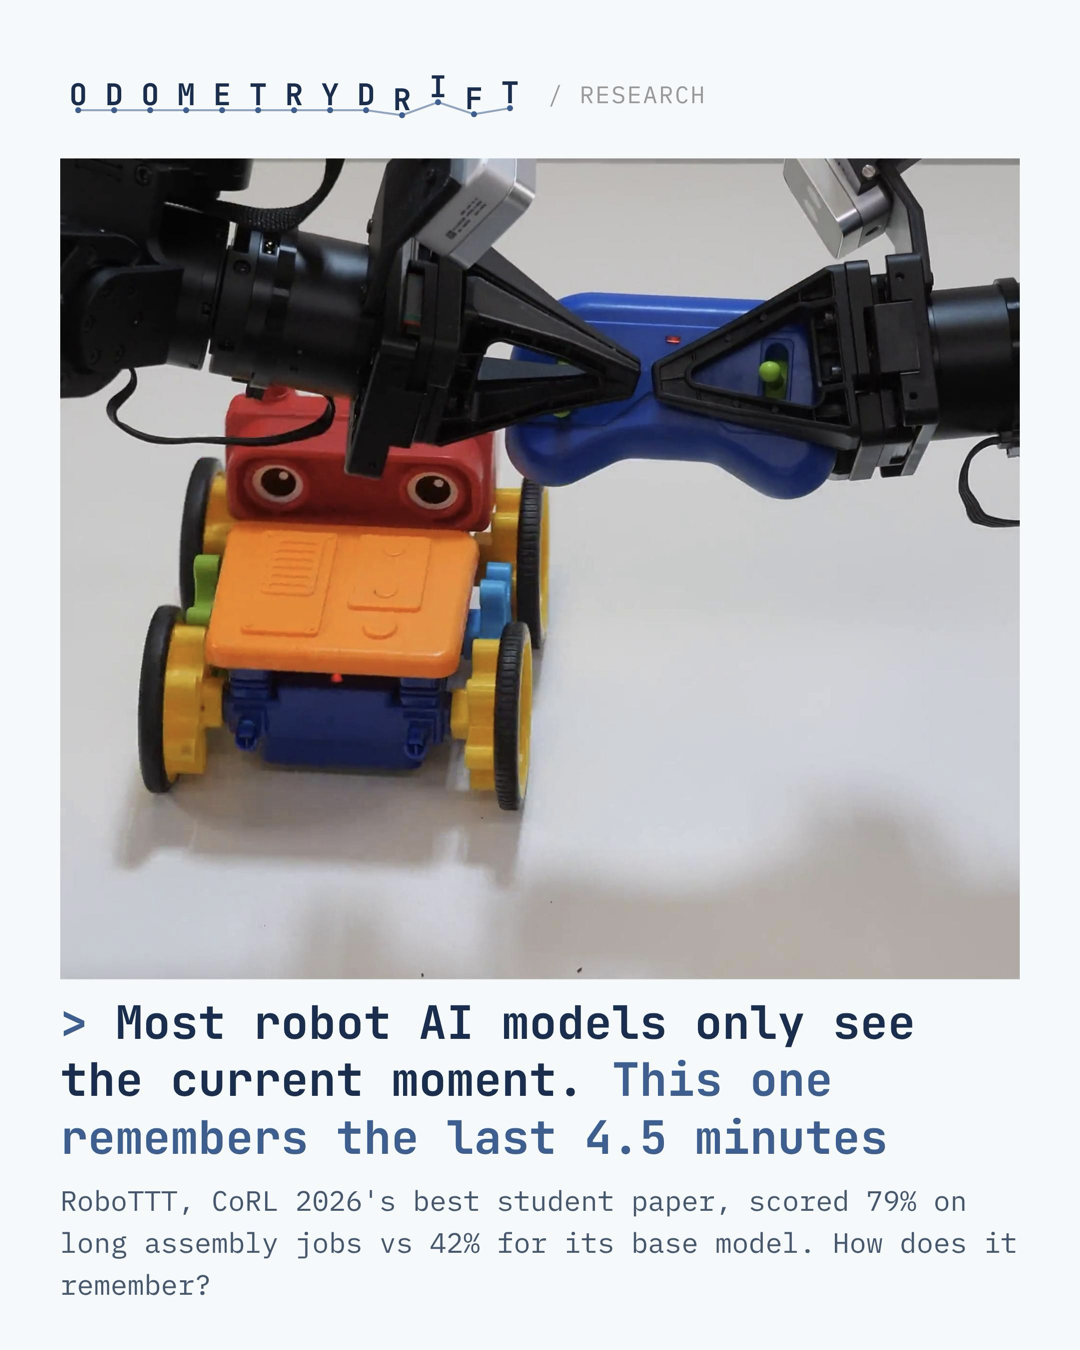 ODOMETRYDRIFT / RESEARCH
> Most robot AI models only see
the current moment. This one
remembers the last 4.5 minutes
RoboTTT, CoRL 2026's best student paper, scored 79% on
long assembly jobs vs 42% for its base model. How does it
remember?